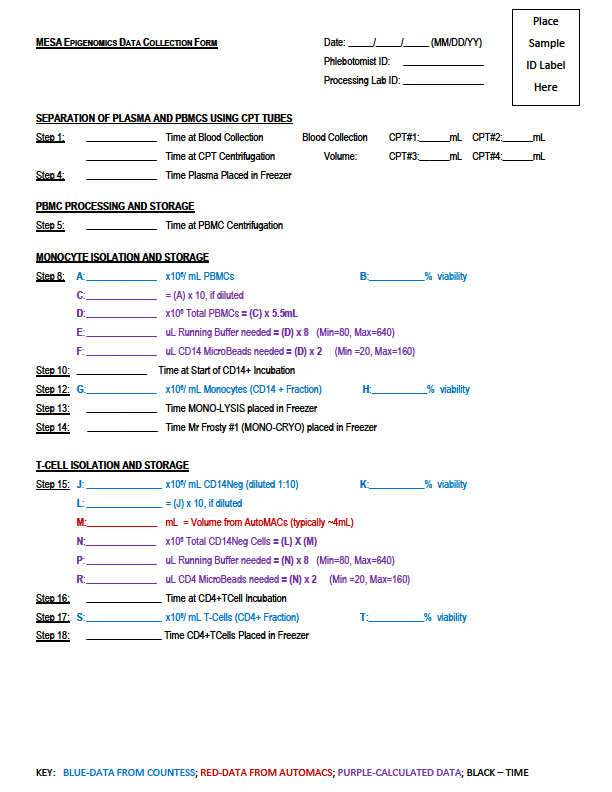 Place
MESA EPIGENOMICS DATA COLLECTION FORM Date: _____/_____/_____ (MM/DD/YY) Sample
Phlebotomist ID: ________________ ID Label
Processing Lab ID: ________________ Here
SEPARATION OF PLASMA AND PBMCS USING CPT TUBES
Step 1: ______________ Time at Blood Collection Blood Collection CPT#1:______mL CPT#2:______mL
______________ Time at CPT Centrifugation Volume: CPT#3:______mL CPT#4:______mL
Step 4: ______________ Time Plasma Placed in Freezer
PBMC PROCESSING AND STORAGE
Step 5: ______________ Time at PBMC Centrifugation
MONOCYTE ISOLATION AND STORAGE
Step 8: A:______________ x10⁶/ mL PBMCs B:___________% viability
C:______________ = (A) x 10, if diluted
D:______________ x10⁶ Total PBMCs = (C) x 5.5mL
E:______________ uL Running Buffer needed = (D) x 8 (Min=80, Max=640)
F:______________ uL CD14 MicroBeads needed = (D) x 2 (Min =20, Max=160)
Step 10: ______________ Time at Start of CD14+ Incubation
Step 12: G:______________ x10⁶/ mL Monocytes (CD14 + Fraction) H:___________% viability
Step 13: ______________ Time MONO-LYSIS placed in Freezer
Step 14: ______________ Time Mr Frosty #1 (MONO-CRYO) placed in Freezer
T-CELL ISOLATION AND STORAGE
Step 15: J:______________ x10⁶/ mL CD14Neg (diluted 1:10) K:___________% viability
L:______________ = (J) x 10, if diluted
M:______________ mL = Volume from AutoMACs (typically ~4mL)
N:______________ x10⁶ Total CD14Neg Cells = (L) X (M)
P:______________ uL Running Buffer needed = (N) x 8 (Min=80, Max=640)
R:______________ uL CD4 MicroBeads needed = (N) x 2 (Min =20, Max=160)
Step 16: ______________ Time at CD4+TCell Incubation
Step 17: S:______________ x10⁶/ mL T-Cells (CD4+ Fraction) T:___________% viability
Step 18: ______________ Time CD4+TCells Placed in Freezer
KEY: BLUE-DATA FROM COUNTESS; RED-DATA FROM AUTOMACS; PURPLE-CALCULATED DATA; BLACK – TIME